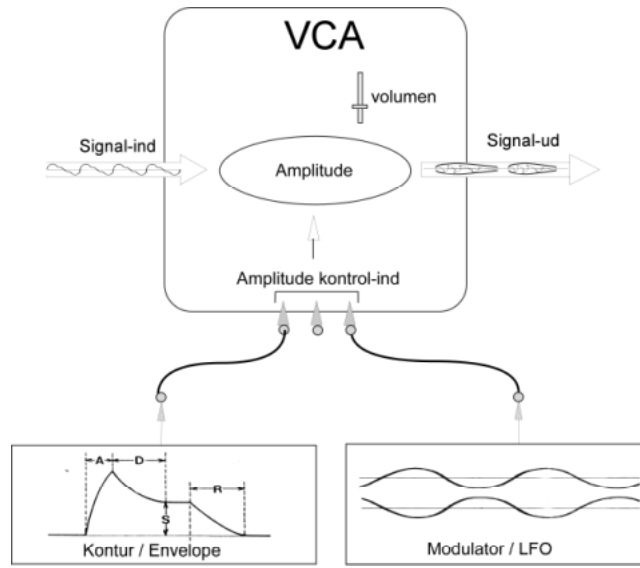 VCA
volumen
Signal-ind
Signal-ud
Amplitude
Amplitude kontrol-ind
A
D
R
S
Kontur / Envelope
Modulator / LFO